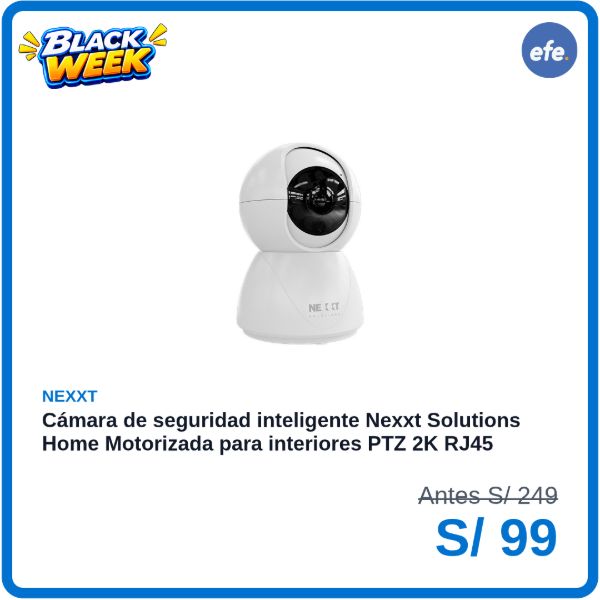 BLACK
WEEK
efe.
NEXXT
NEXXT
Cámara de seguridad inteligente Nexxt Solutions
Home Motorizada para interiores PTZ 2K RJ45
Antes S/ 249
S/ 99